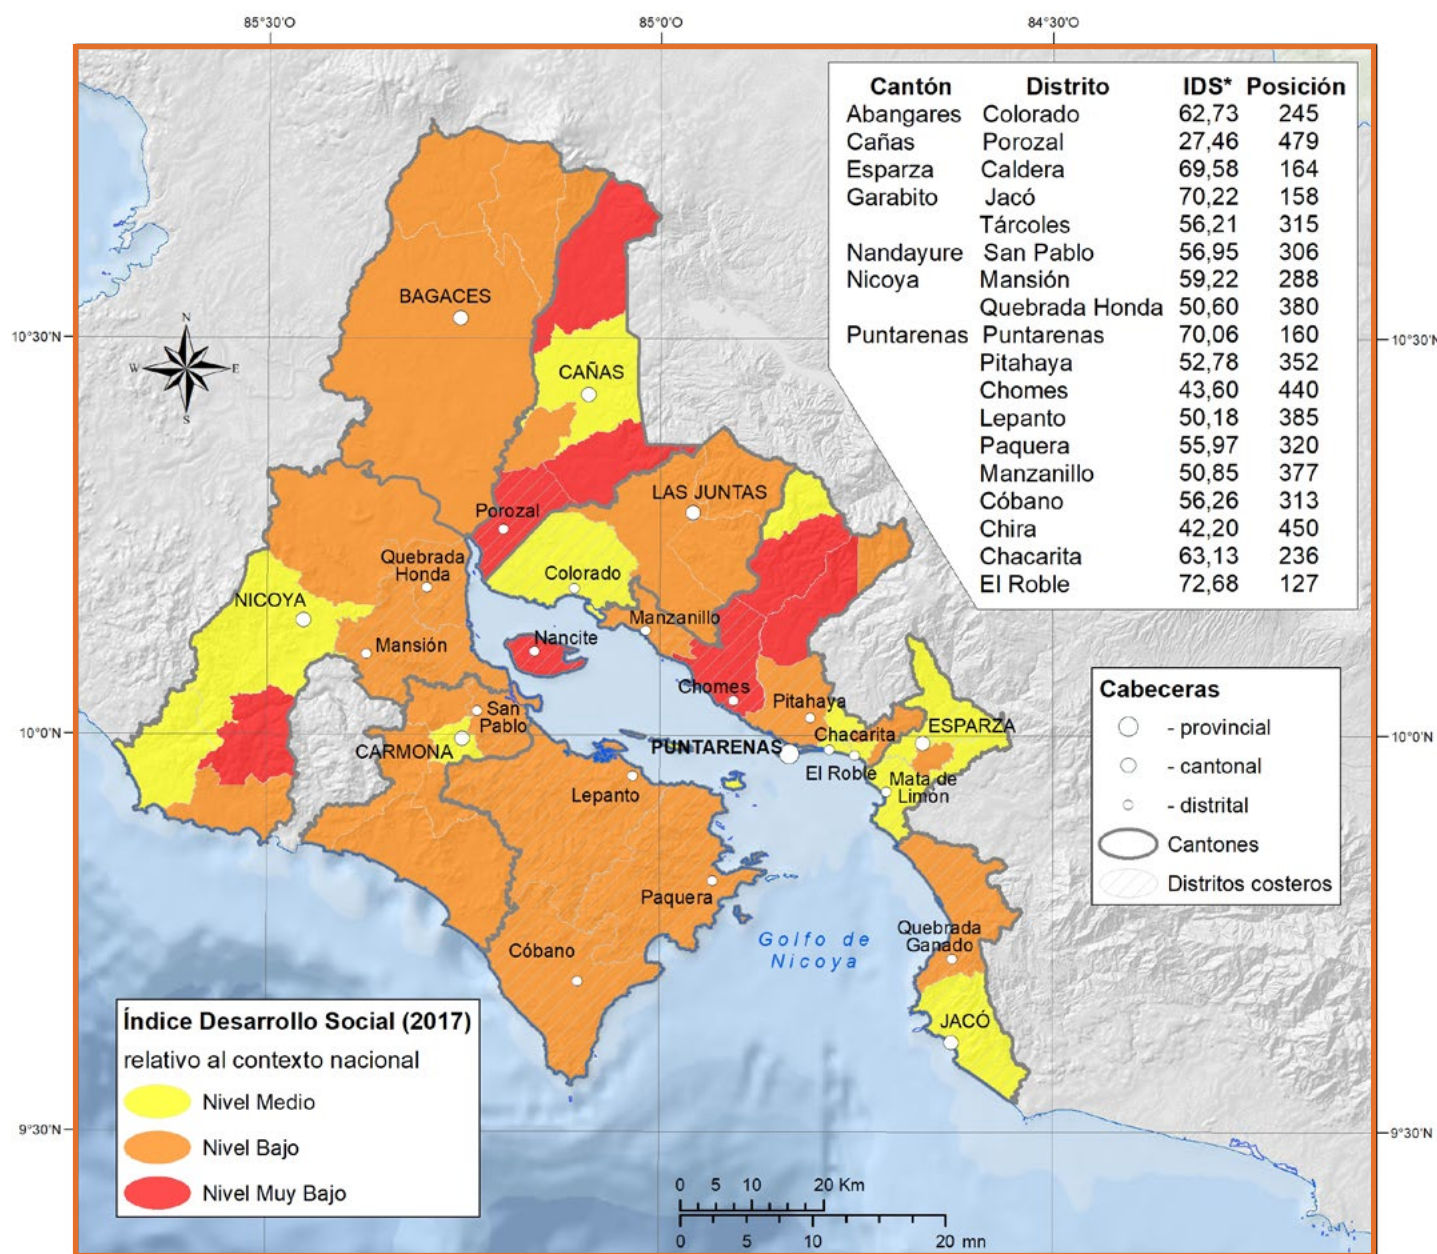 85°30'O 85°0'O 84°30'O
Cantón Distrito IDS* Posición
Abangares Colorado 62,73 245
Cañas Porozal 27,46 479
Esparza Caldera 69,58 164
Garabito Jacó 70,22 158
Tárcoles 56,21 315
Nandayure San Pablo 56,95 306
Nicoya Mansión 59,22 288
Quebrada Honda 50,60 380
Puntarenas Puntarenas 70,06 160
Pitahaya 52,78 352
Chomes 43,60 440
Lepanto 50,18 385
Paquera 55,97 320
Manzanillo 50,85 377
Cóbano 56,26 313
Chira 42,20 450
Chacarita 63,13 236
El Roble 72,68 127
BAGACES
N
W E
S
10°30'N 10°30'N
CAÑAS
LAS JUNTAS
Porozal
Quebrada
Honda
Colorado
NICOYA
Manzanillo
Mansión
Nancite
Chomes
Pitahaya
San
Pablo
ESPARZA
Chacarita
10°0'N 10°0'N
CARMONA
PUNTARENAS
El Roble
Mata de
Limón
Lepanto
Paquera
Quebrada
Ganado
Golfo de
Nicoya
Cóbano
JACÓ
Cabeceras
- provincial
- cantonal
- distrital
Cantones
Distritos costeros
Índice Desarrollo Social (2017)
relativo al contexto nacional
Nivel Medio
Nivel Bajo
Nivel Muy Bajo
9°30'N 9°30'N
0 5 10 20 Km
0 5 10 20 mn